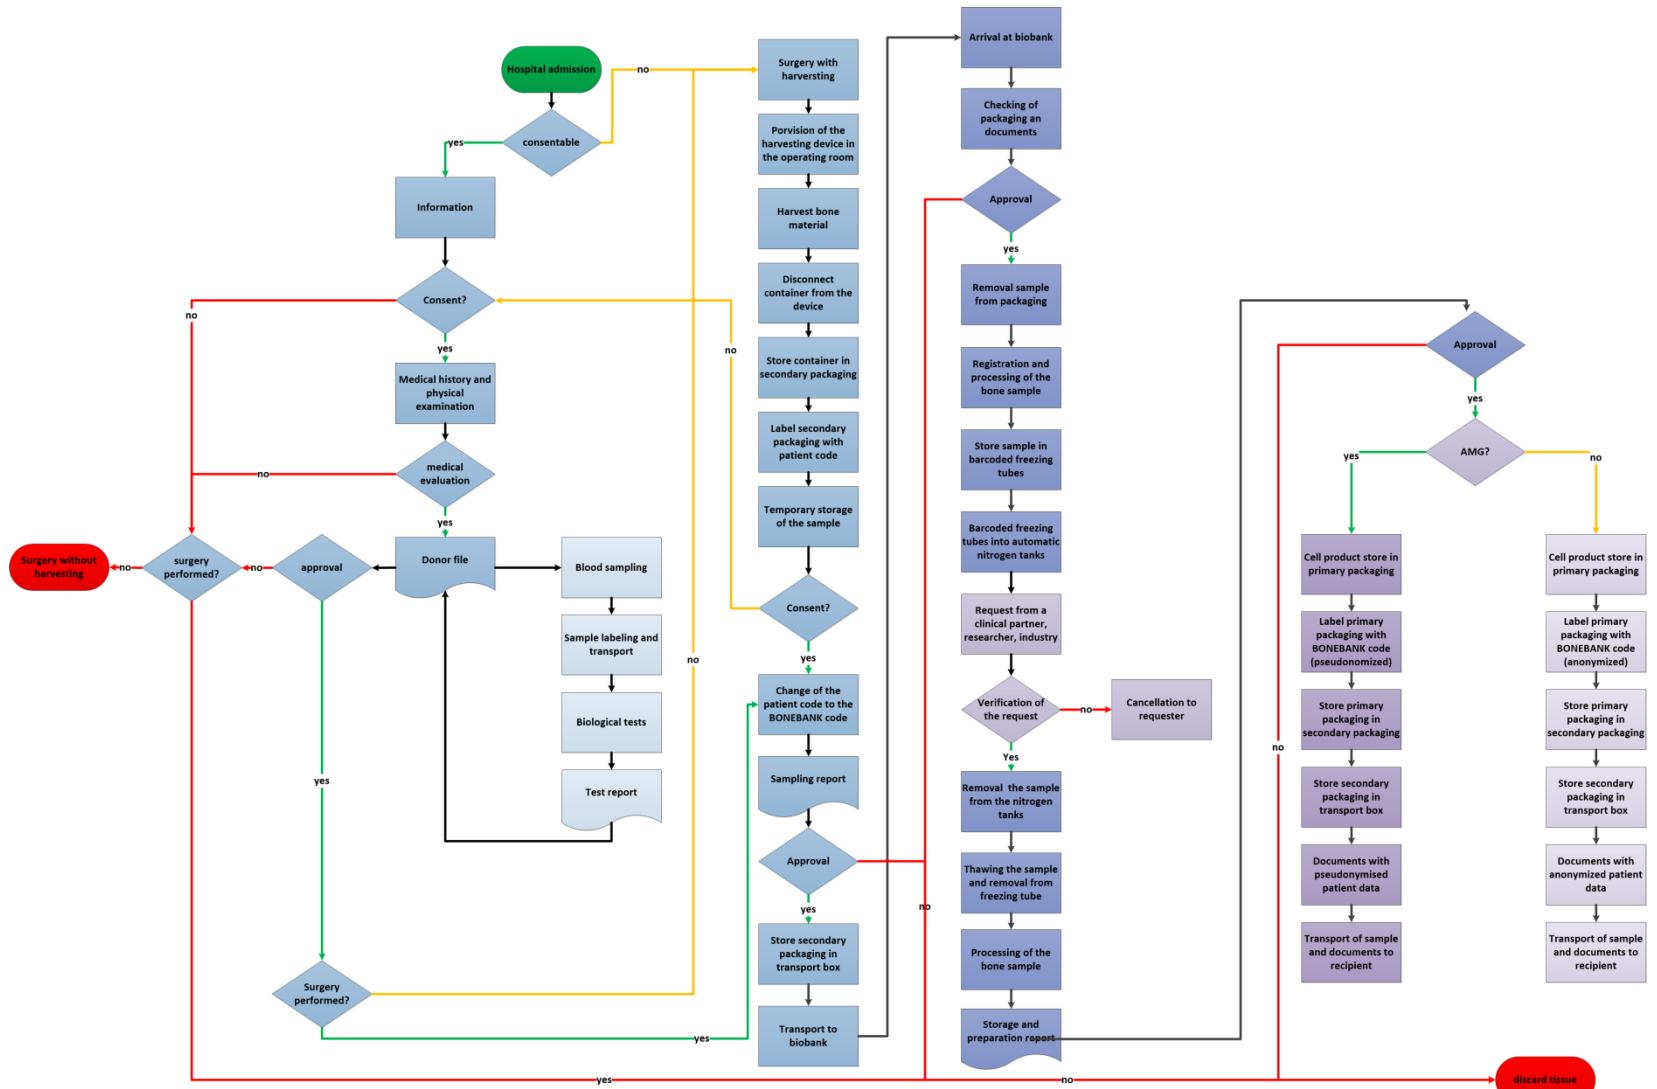 Hospital admission
no
consentable
yes
Information
Consent?
no
yes
Medical history and
physical
examination
medical
evaluation
no
yes
Donor file
approval
no
surgery
performed?
no
Surgery without
harvesting
Blood sampling
Sample labeling and
transport
Biological tests
Test report
yes
Surgery
performed?
no
yes
yes
Surgery with
harversting
Porvision of the
harvesting device in
the operating room
Harvest bone
material
Disconnect
container from the
device
Store container in
secondary packaging
Label secondary
packaging with
patient code
Temporary storage
of the sample
Consent?
no
yes
Change of the
patient code to the
BONEBANK code
Sampling report
Approval
yes
no
Store secondary
packaging in
transport box
Transport to
biobank
Arrival at biobank
Checking of
packaging an
documents
Approval
yes
Removal sample
from packaging
Registration and
processing of the
bone sample
Store sample in
barcoded freezing
tubes
Barcoded freezing
tubes into automatic
nitrogen tanks
Request from a
clinical partner,
researcher, industry
Verification of
the request
no
Cancellation to
requester
Yes
Removal the sample
from the nitrogen
tanks
Thawing the sample
and removal from
freezing tube
Processing of the
bone sample
Storage and
preparation report
Approval
no
yes
AMG?
yes
no
Cell product store in
primary packaging
Label primary
packaging with
BONEBANK code
(pseudonomized)
Store primary
packaging in
secondary packaging
Store secondary
packaging in
transport box
Documents with
pseudonymised
patient data
Transport of sample
and documents to
recipient
Cell product store in
primary packaging
Label primary
packaging with
BONEBANK code
(anonymized)
Store primary
packaging in
secondary packaging
Store secondary
packaging in
transport box
Documents with
anonymized patient
data
Transport of sample
and documents to
recipient
no
discard tissue